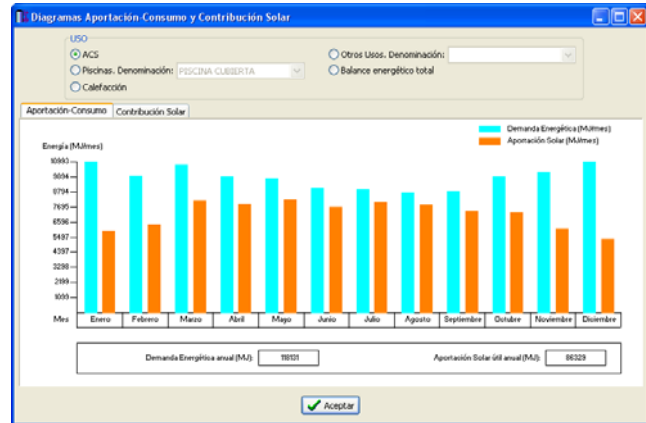 Diagramas Aportación-Consumo y Contribución Solar
USO
ACS
Otros Usos. Denominación:
Piscinas. Denominación: PISCINA CUBIERTA
Balance energético total
Calefacción
Aportación-Consumo Contribución Solar
Demanda Energética (MJ/mes)
Aportación Solar (MJ/mes)
Energía (MJ/mes)
10993
9894
8794
7695
6596
5497
4397
3298
2199
1099
Mes Enero Febrero Marzo Abril Mayo Junio Julio Agosto Septiembre Octubre Noviembre Diciembre
Demanda Energética anual (MJ): 118131 Aportación Solar útil anual (MJ): 86329
Aceptar